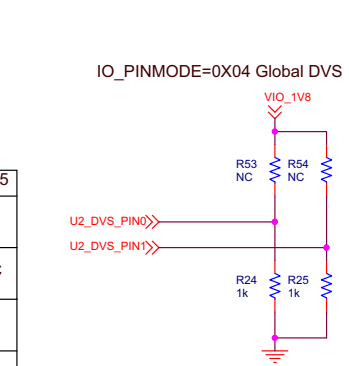 IO_PINMODE=0X04 Global DVS
VIO_1V8
R53 R54
NC NC
5
U2_DVS_PIN0
U2_DVS_PIN1
R24 R25
1k 1k